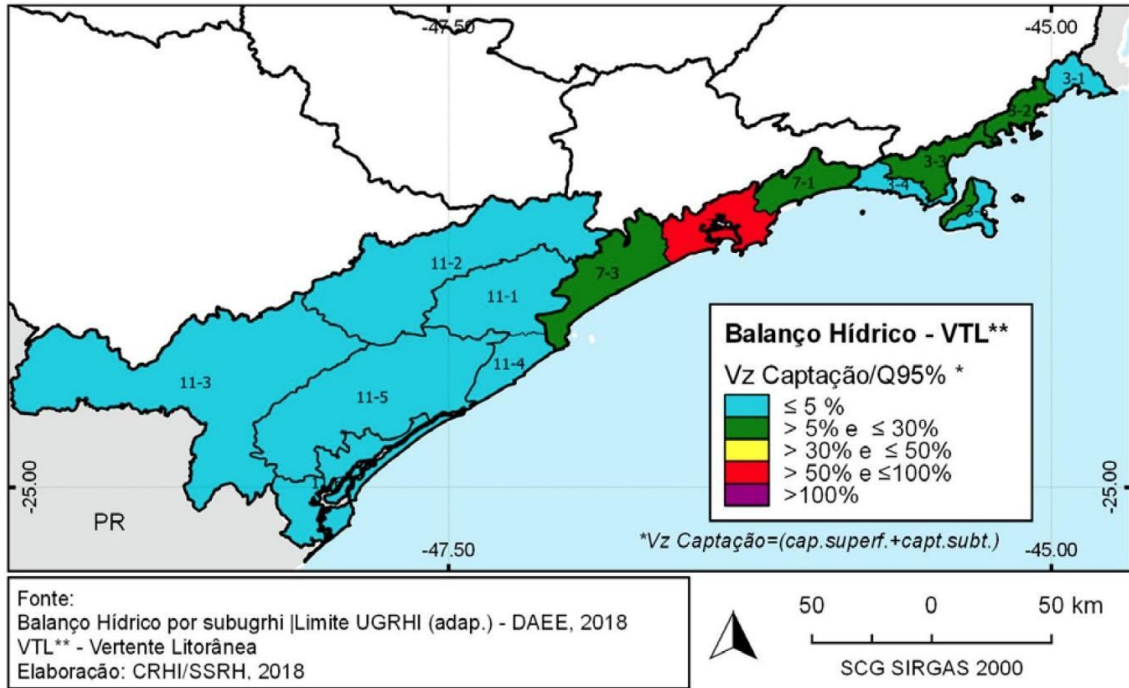 -47.50
-45.00
3-1
3-2
3-3
7-1
3-4
11-2
7-3
11-1
11-4
11-3
11-5
Balanço Hídrico - VTL**
Vz Captação/Q95% *
≤ 5 %
> 5% e ≤ 30%
> 30% e ≤ 50%
> 50% e ≤100%
>100%
-25.00
-25.00
PR
*Vz Captação=(cap.superf.+capt.subt.)
-47.50
-45.00
Fonte:
Balanço Hídrico por subugrhi |Limite UGRHI (adap.) - DAEE, 2018
VTL** - Vertente Litorânea
Elaboração: CRHI/SSRH, 2018
50 0 50 km
SCG SIRGAS 2000